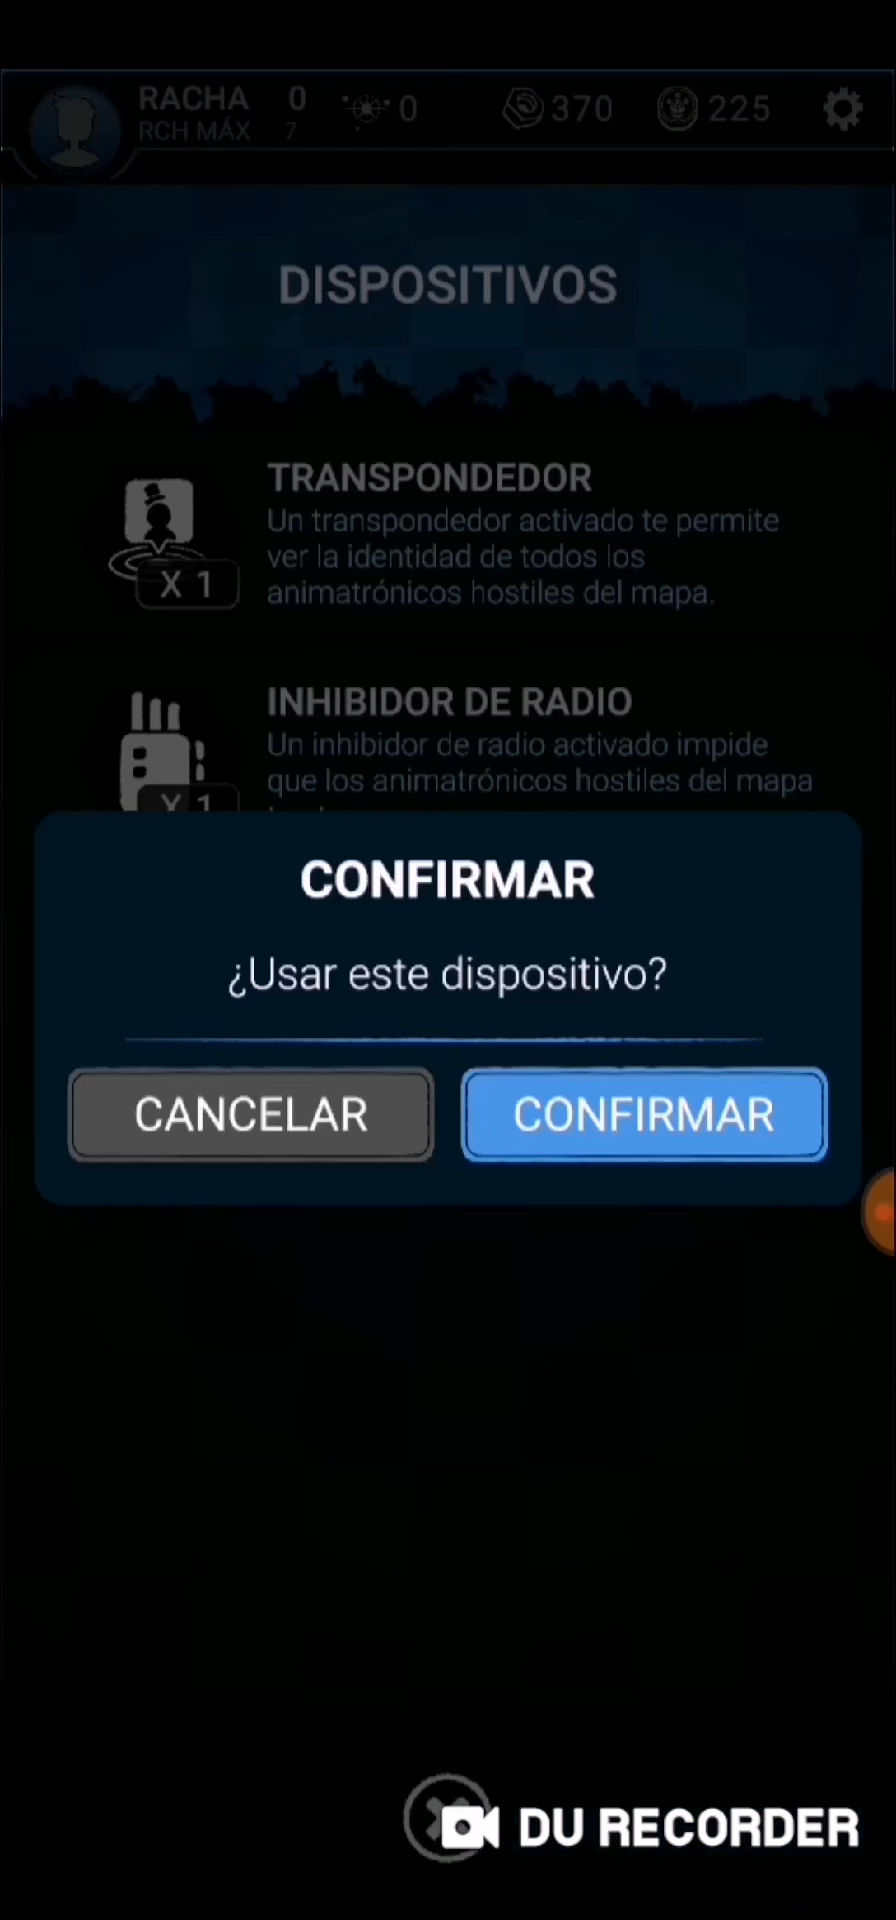 RACHA 0 0 370 225
RCH MÁX 7
DISPOSITIVOS
TRANSPONDEDOR
Un transpondedor activado te permite
ver la identidad de todos los
animatrónicos hostiles del mapa.
X 1
INHIBIDOR DE RADIO
Un inhibidor de radio activado impide
que los animatrónicos hostiles del mapa
X 1
CONFIRMAR
¿Usar este dispositivo?
CANCELAR CONFIRMAR
DU RECORDER